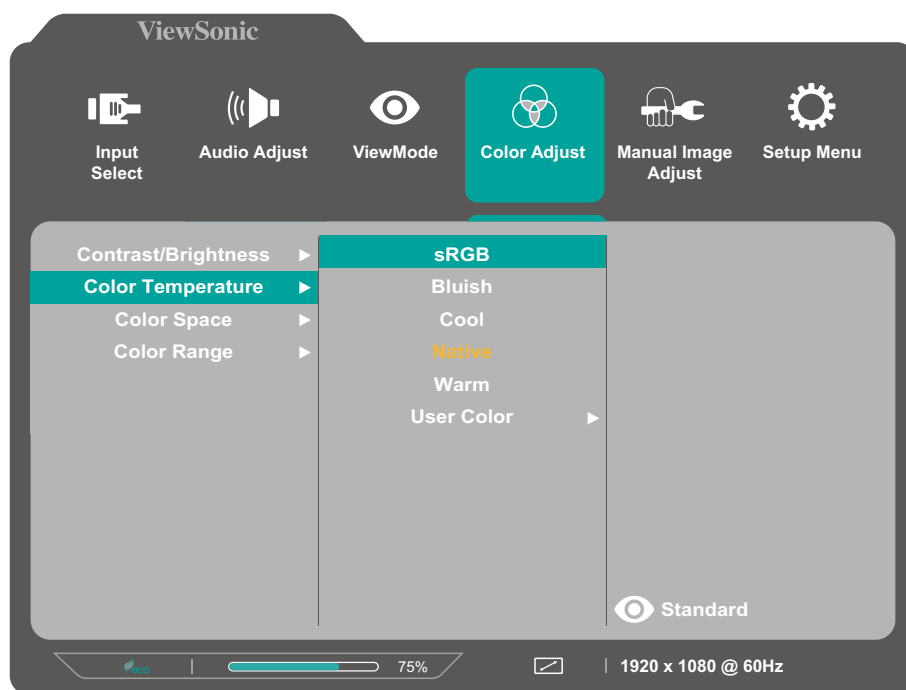 ViewSonic
Input
Select
Audio Adjust
ViewMode
Color Adjust
Manual Image
Adjust
Setup Menu
Contrast/Brightness
Color Temperature
Color Space
Color Range
sRGB
Bluish
Cool
Native
Warm
User Color
Standard
eco
75%
1920 x 1080 @ 60Hz